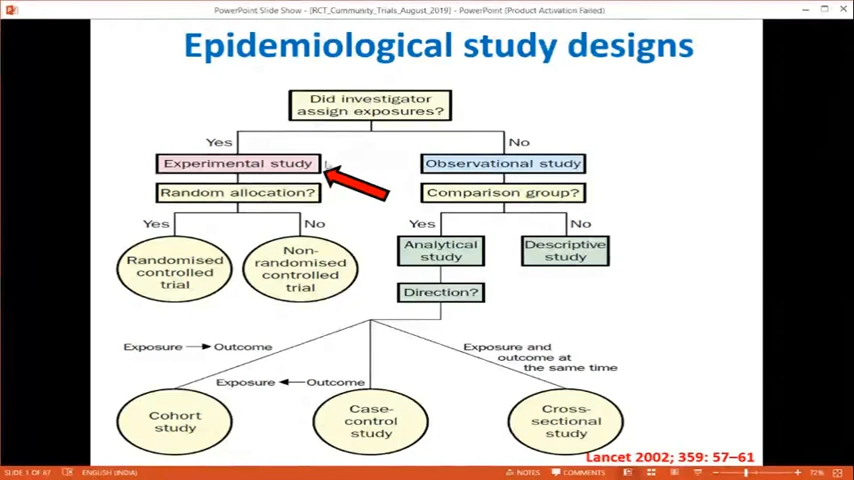 PowerPoint Slide Show - [RCT_Cummunity_Trials_August_2019] - PowerPoint (Product Activation Failed)
Epidemiological study designs
Did investigator
assign exposures?
Yes
No
Experimental study
Observational study
Random allocation?
Comparison group?
Yes
No
Yes
No
Randomised
controlled
trial
Non-
randomised
controlled
trial
Analytical
study
Descriptive
study
Direction?
Exposure
Outcome
Exposure
Outcome
Exposure and
outcome at
the same time
Cohort
study
Case-
control
study
Cross-
sectional
study
Lancet 2002; 359: 57–61
SLIDE 1 OF 87
ENGLISH (INDIA)
NOTES
COMMENTS
72%